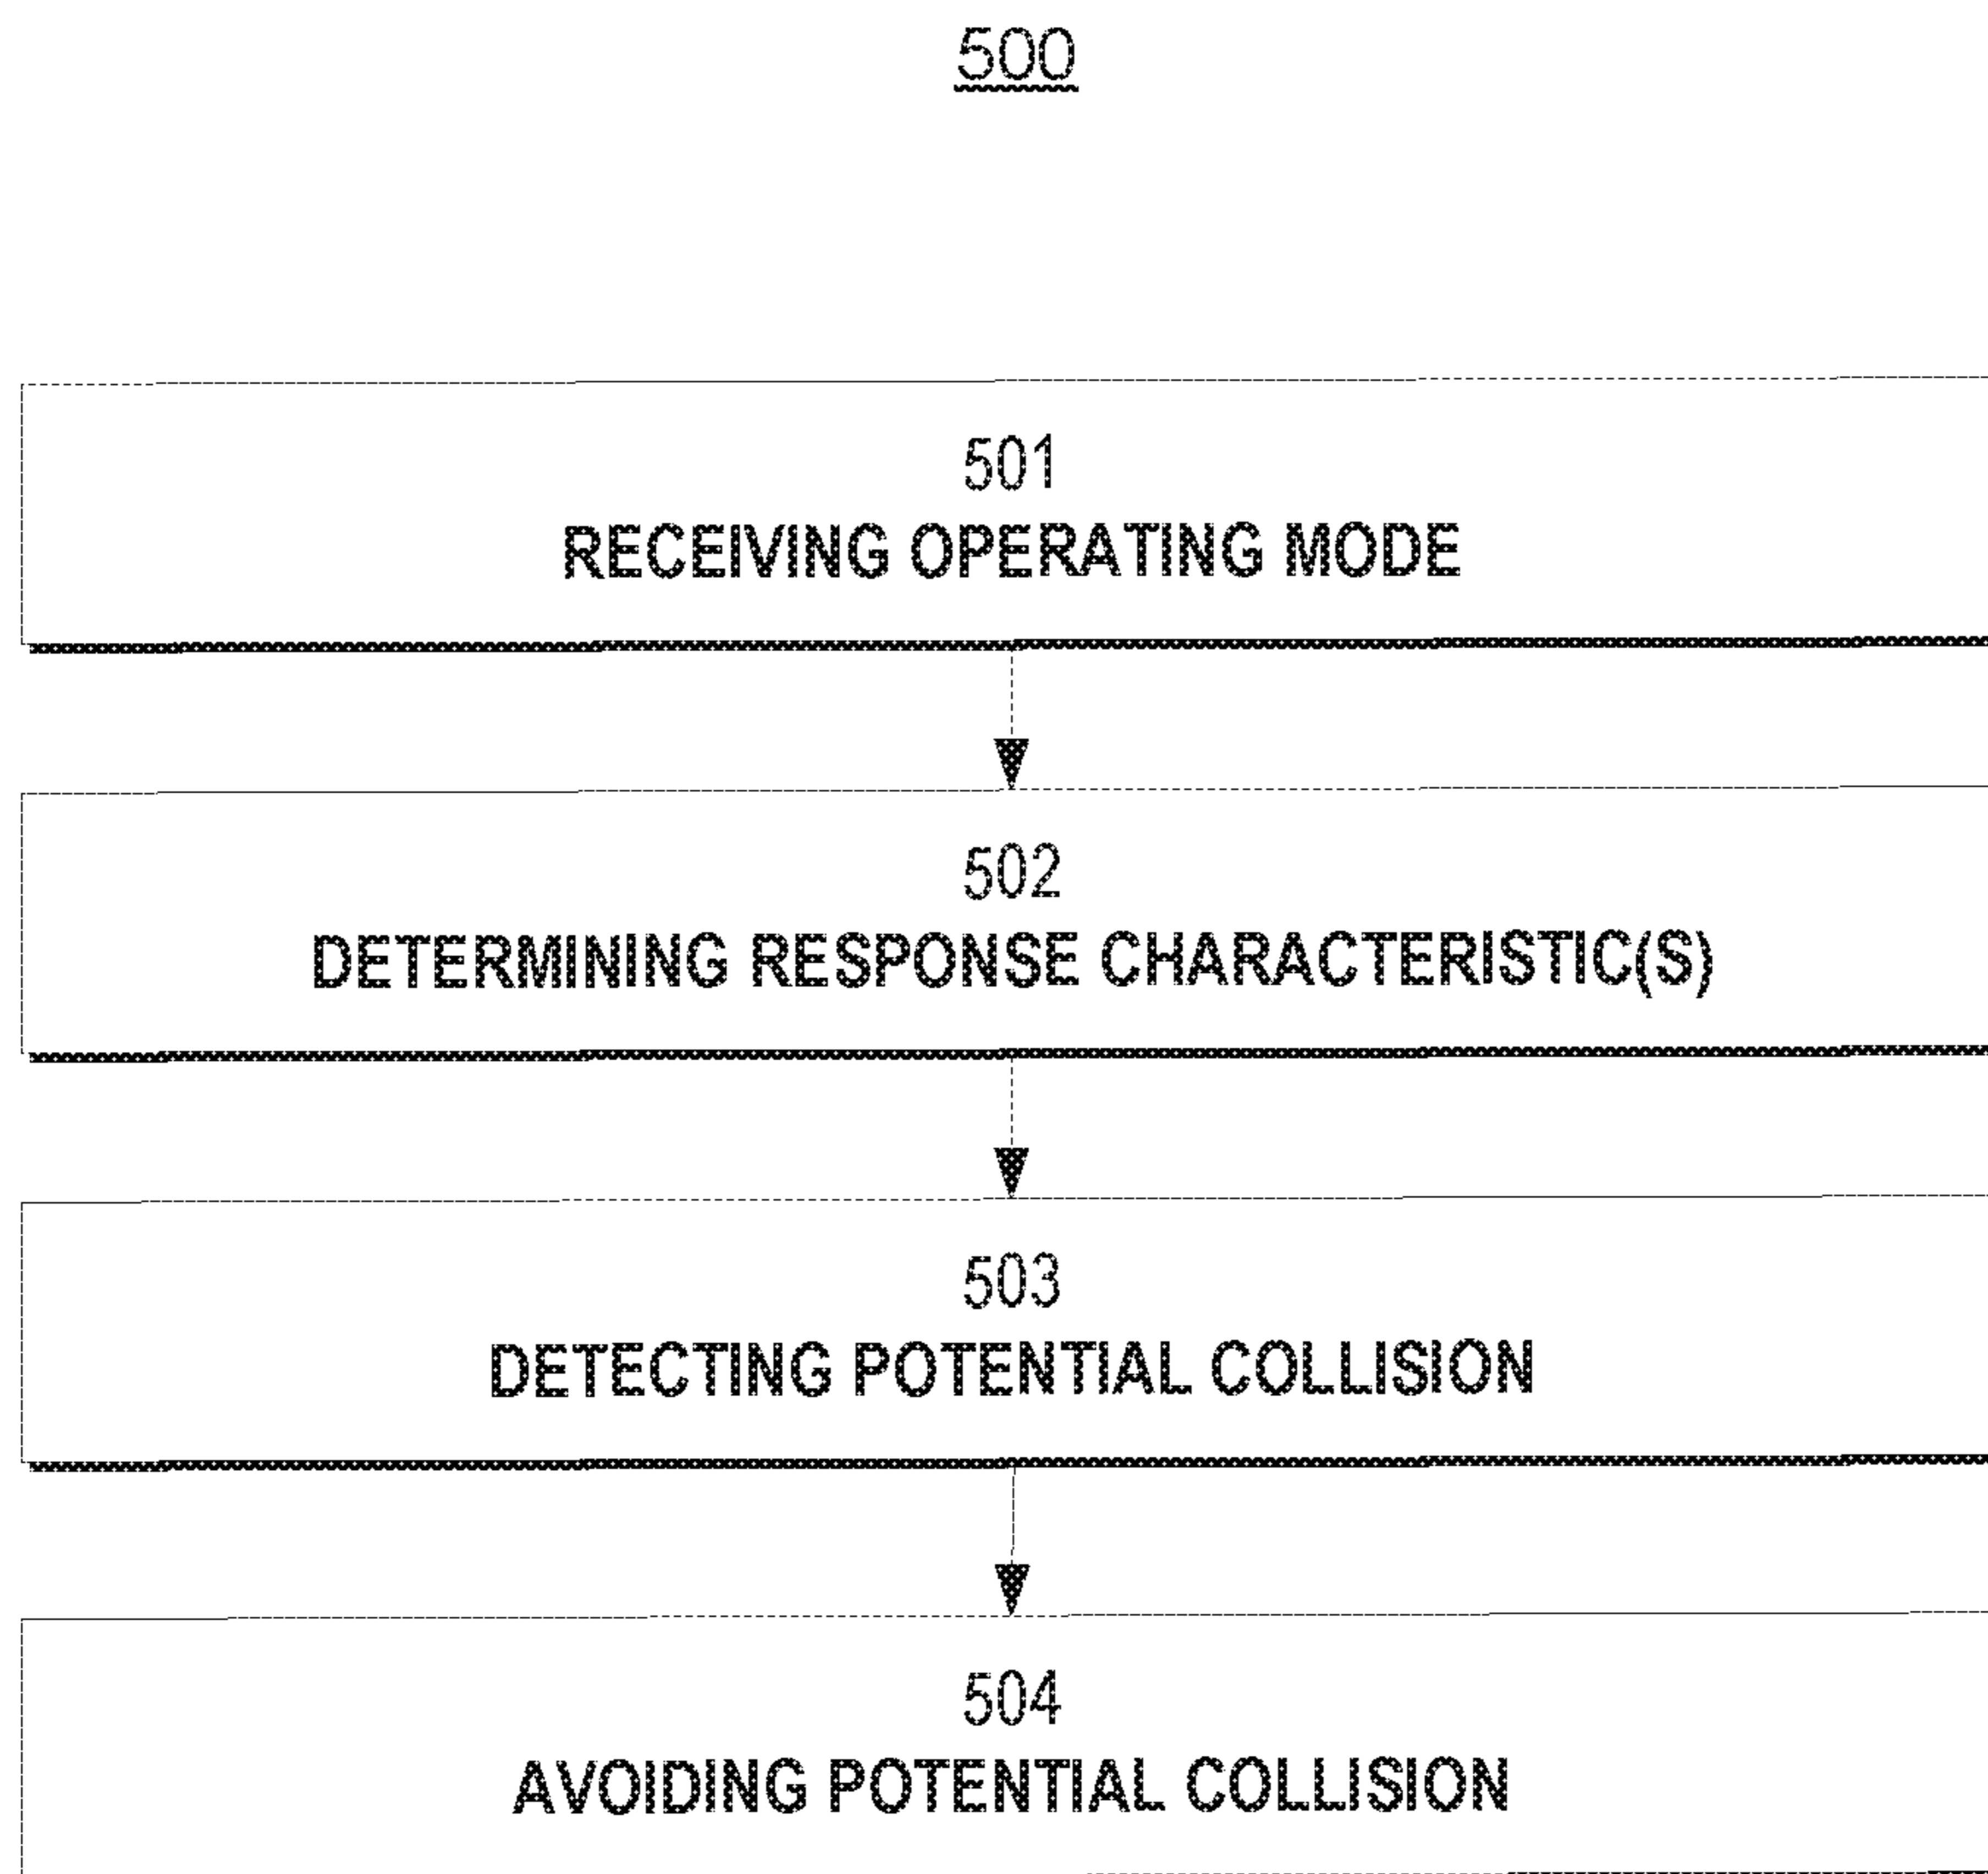 500
501
RECEIVING OPERATING MODE
502
DETERMINING RESPONSE CHARACTERISTIC(S)
503
DETECTING POTENTIAL COLLISION
504
AVOIDING POTENTIAL COLLISION